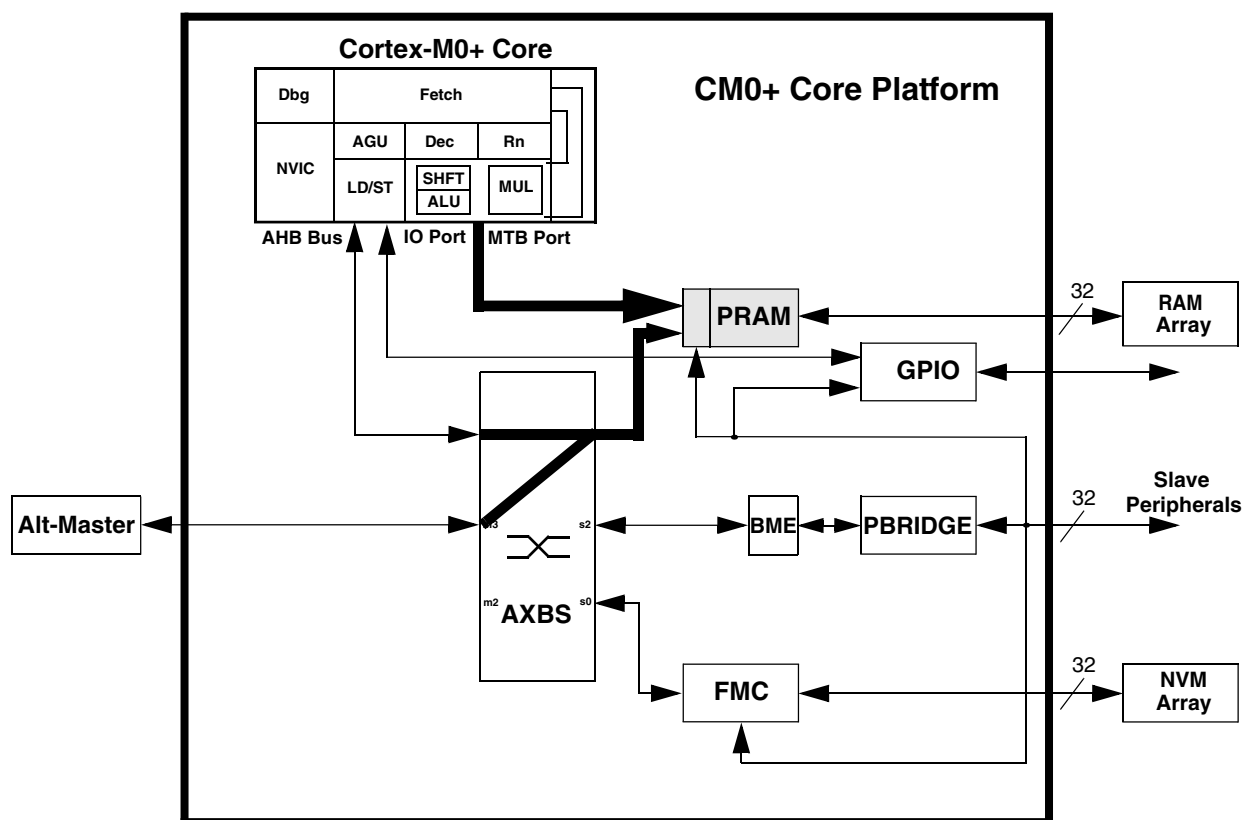 Cortex-M0+ Core
CM0+ Core Platform
Dbg
Fetch
AGU
Dec
Rn
NVIC
LD/ST
SHFT
ALU
MUL
AHB Bus
IO Port
MTB Port
PRAM
32
RAM
Array
GPIO
Alt-Master
m3
s2
BME
PBRIDGE
32
Slave
Peripherals
m2
AXBS
s0
FMC
32
NVM
Array